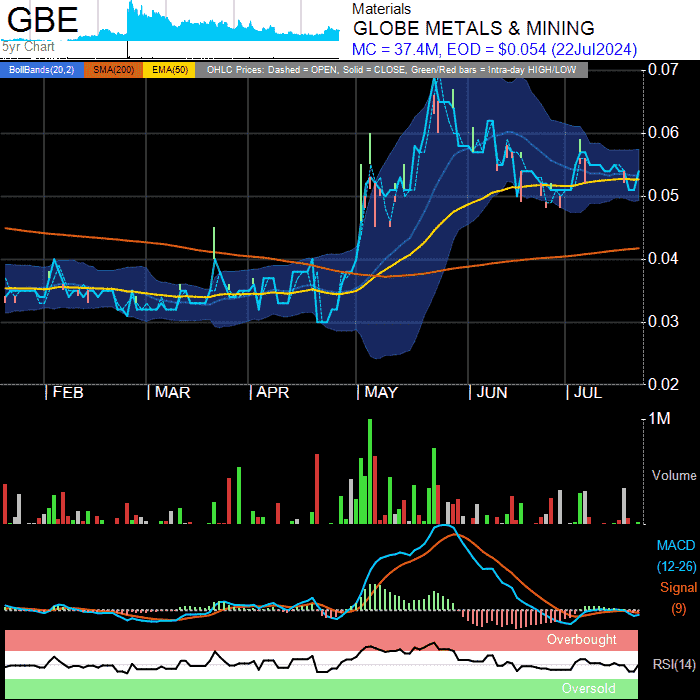 GBE
5yr Chart
Materials
GLOBE METALS & MINING
MC = 37.4M, EOD = $0.054 (22Jul2024)
BollBands(20,2) SMA(200) EMA(50) OHLC Prices: Dashed = OPEN, Solid = CLOSE, Green/Red bars = Intra-day HIGH/LOW
0.07
0.06
0.05
0.04
0.03
0.02
FEB MAR APR MAY JUN JUL
1M
Volume
MACD
(12-26)
Signal
(9)
Overbought
RSI(14)
Oversold